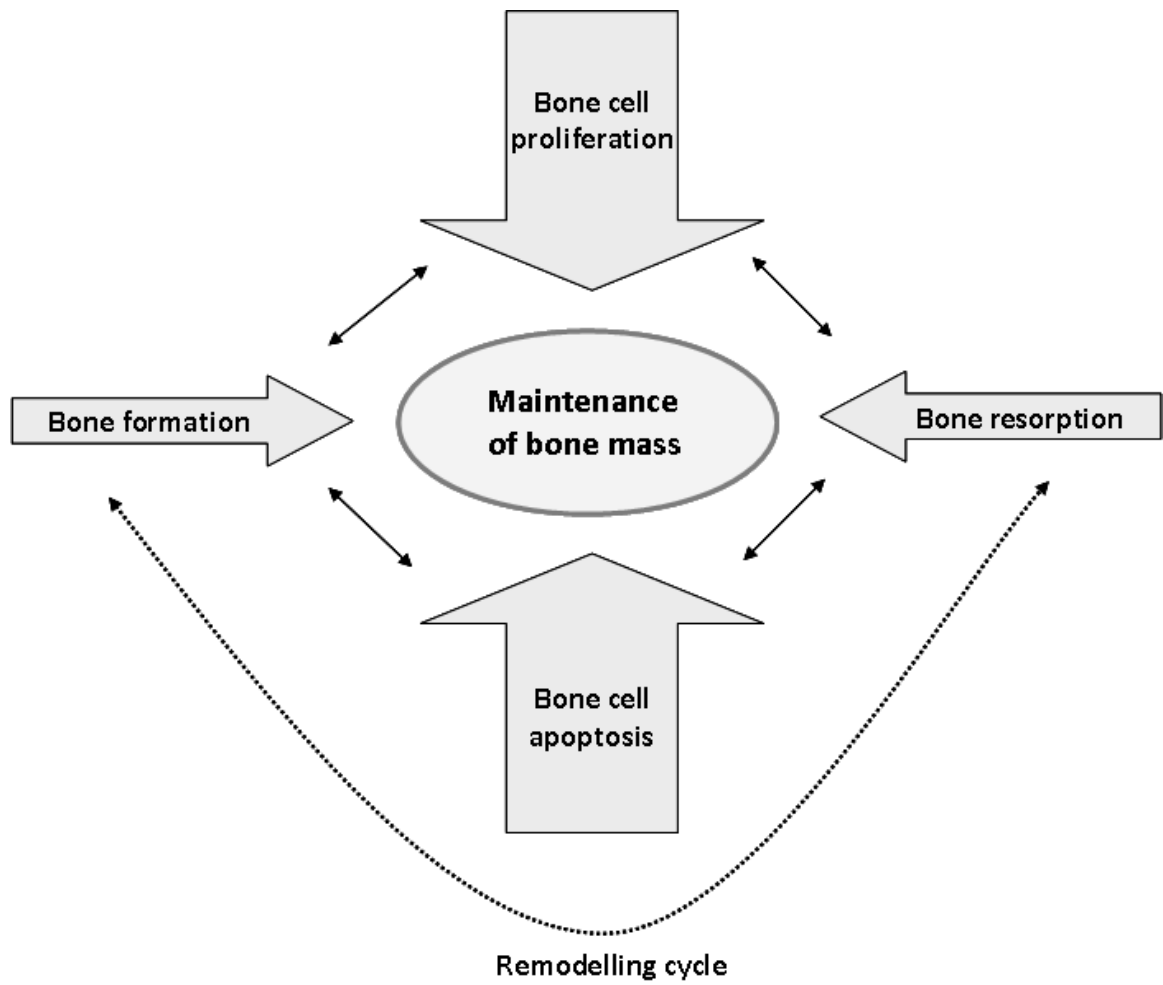 Bone cell
proliferation
Bone formation
Maintenance
of bone mass
Bone resorption
Bone cell
apoptosis
Remodelling cycle